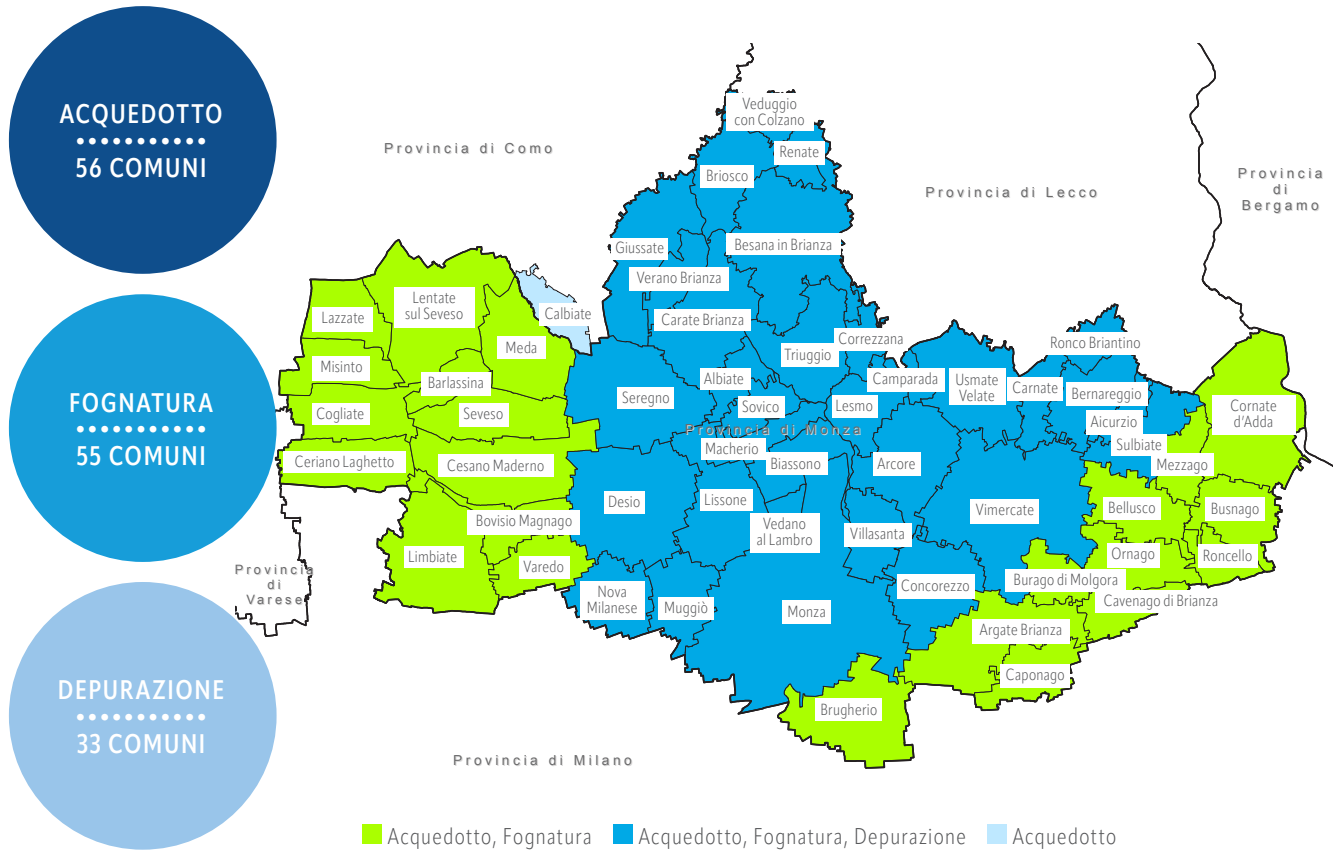 ACQUEDOTTO
56 COMUNI
FOGNATURA
55 COMUNI
DEPURAZIONE
33 COMUNI
Provincia di Como
Provincia di Lecco
Provincia
di
Bergamo
Veduggio
con Colzano
Renate
Briosco
Giussate
Besana in Brianza
Verano Brianza
Carate Brianza
Calbiate
Lentate
sul Seveso
Lazzate
Meda
Misinto
Barlassina
Cogliate
Seveso
Ceriano Laghetto
Cesano Maderno
Bovisio Magnago
Limbiate
Varedo
Provincia
di
Varese
Triuggio
Correzzana
Ronco Briantino
Albiate
Camparada
Usmate
Velate
Carnate
Bernareggio
Seregno
Sovico
Lesmo
Aicurzio
Cornate
d'Adda
Provincia di Monza
Macherio
Biassono
Arcore
Sulbiate
Mezzago
Desio
Lissone
Vedano
al Lambro
Villasanta
Vimercate
Bellusco
Busnago
Ornago
Roncello
Nova
Milanese
Muggiò
Monza
Concorezzo
Burago di Molgora
Cavenago di Brianza
Argate Brianza
Caponago
Brugherio
Provincia di Milano
Acquedotto, Fognatura
Acquedotto, Fognatura, Depurazione
Acquedotto